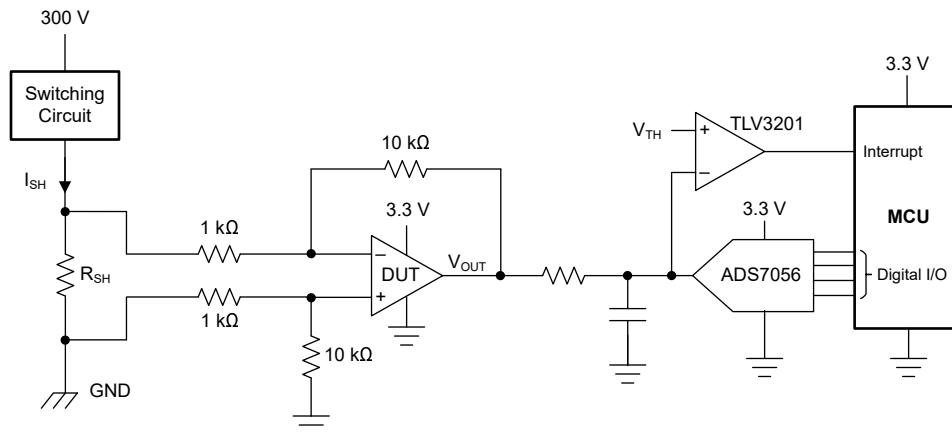 300 V
Switching
Circuit
I_SH
R_SH
GND
1 kΩ
1 kΩ
10 kΩ
10 kΩ
3.3 V
−
DUT
+
V_OUT
V_TH
+
−
TLV3201
3.3 V
ADS7056
3.3 V
Interrupt
MCU
Digital I/O